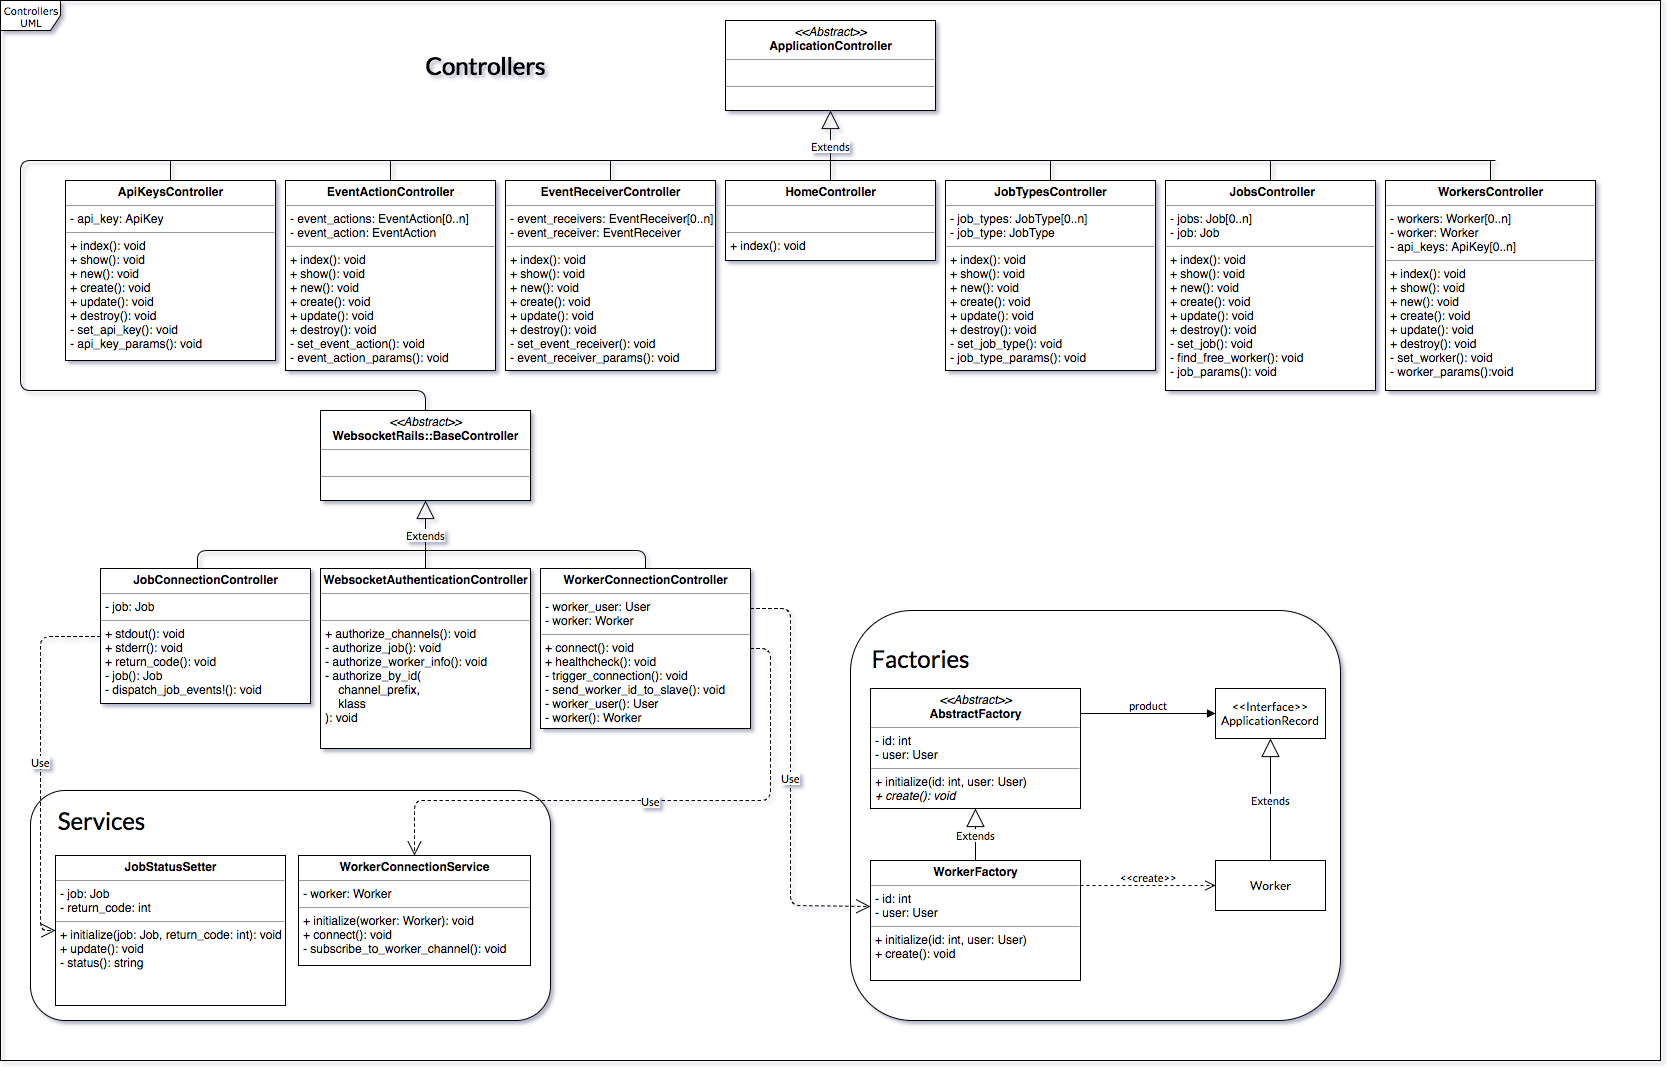 Controllers
UML
Controllers
<<Abstract>>
ApplicationController
Extends
ApiKeysController
- api_key: ApiKey
+ index(): void
+ show(): void
+ new(): void
+ create(): void
+ update(): void
+ destroy(): void
- set_api_key(): void
- api_key_params(): void
EventActionController
- event_actions: EventAction[0..n]
- event_action: EventAction
+ index(): void
+ show(): void
+ new(): void
+ create(): void
+ update(): void
+ destroy(): void
- set_event_action(): void
- event_action_params(): void
EventReceiverController
- event_receivers: EventReceiver[0..n]
- event_receiver: EventReceiver
+ index(): void
+ show(): void
+ new(): void
+ create(): void
+ update(): void
+ destroy(): void
- set_event_receiver(): void
- event_receiver_params(): void
HomeController
+ index(): void
JobTypesController
- job_types: JobType[0..n]
- job_type: JobType
+ index(): void
+ show(): void
+ new(): void
+ create(): void
+ update(): void
+ destroy(): void
- set_job_type(): void
- job_type_params(): void
JobsController
- jobs: Job[0..n]
- job: Job
+ index(): void
+ show(): void
+ new(): void
+ create(): void
+ update(): void
+ destroy(): void
- set_job(): void
- find_free_worker(): void
- job_params(): void
WorkersController
- workers: Worker[0..n]
- worker: Worker
- api_keys: ApiKey[0..n]
+ index(): void
+ show(): void
+ new(): void
+ create(): void
+ update(): void
+ destroy(): void
- set_worker(): void
- worker_params():void
<<Abstract>>
WebsocketRails::BaseController
Extends
JobConnectionController
- job: Job
+ stdout(): void
+ stderr(): void
+ return_code(): void
- job(): Job
- dispatch_job_events!(): void
WebsocketAuthenticationController
+ authorize_channels(): void
- authorize_job(): void
- authorize_worker_info(): void
- authorize_by_id(
channel_prefix,
klass
): void
WorkerConnectionController
- worker_user: User
- worker: Worker
+ connect(): void
+ healthcheck(): void
- trigger_connection(): void
- send_worker_id_to_slave(): void
- worker_user(): User
- worker(): Worker
Use
Use
Use
Services
JobStatusSetter
- job: Job
- return_code: int
+ initialize(job: Job, return_code: int): void
+ update(): void
- status(): string
WorkerConnectionService
- worker: Worker
+ initialize(worker: Worker): void
+ connect(): void
- subscribe_to_worker_channel(): void
Factories
<<Abstract>>
AbstractFactory
- id: int
- user: User
+ initialize(id: int, user: User)
+ create(): void
product
<<Interface>>
ApplicationRecord
Extends
Extends
WorkerFactory
- id: int
- user: User
+ initialize(id: int, user: User)
+ create(): void
<<create>>
Worker